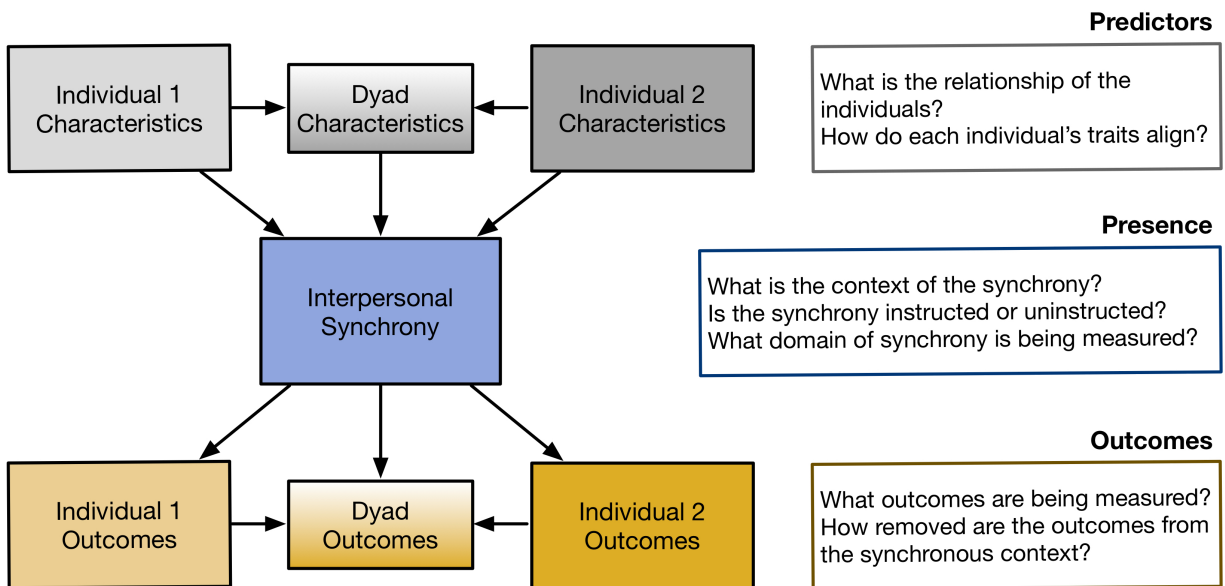 Predictors
Individual 1
Characteristics
Dyad
Characteristics
Individual 2
Characteristics
What is the relationship of the
individuals?
How do each individual's traits align?
Presence
Interpersonal
Synchrony
What is the context of the synchrony?
Is the synchrony instructed or uninstructed?
What domain of synchrony is being measured?
Outcomes
Individual 1
Outcomes
Dyad
Outcomes
Individual 2
Outcomes
What outcomes are being measured?
How removed are the outcomes from
the synchronous context?